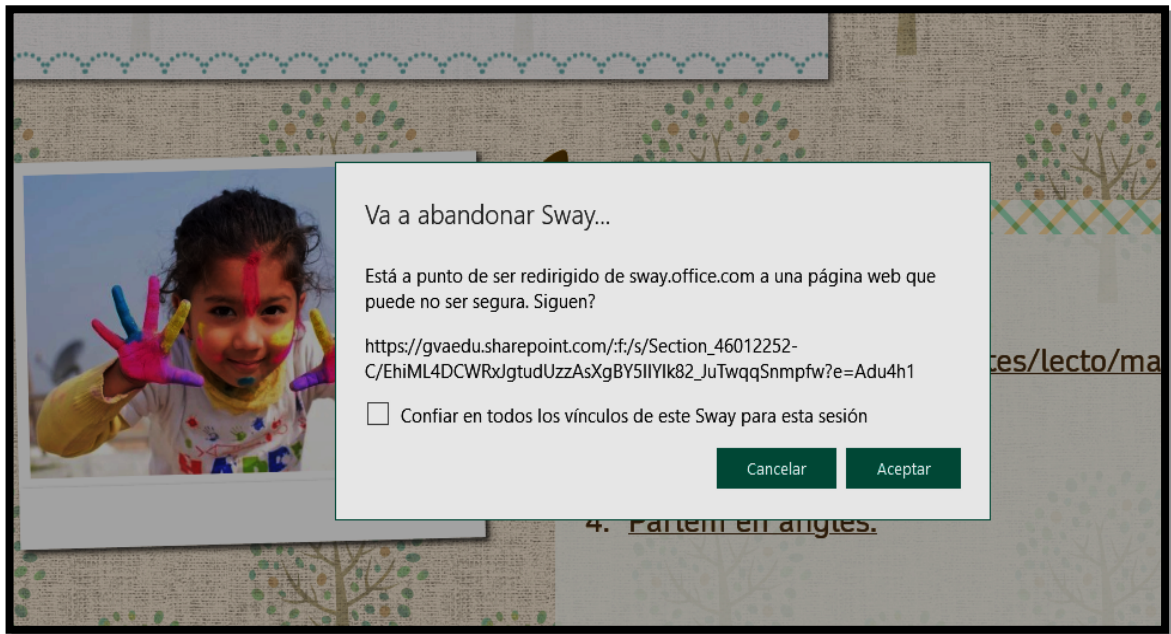 Va a abandonar Sway...
Está a punto de ser redirigido de sway.office.com a una página web que
puede no ser segura. Siguen?
https://gvaedu.sharepoint.com/:f:/s/Section_46012252-
C/EhiML4DCWRxJgtudUzzAsXgBY5IIYIk82_JuTwqqSnmpfw?e=Adu4h1
tes/lecto/ma
Confiar en todos los vínculos de este Sway para esta sesión
Cancelar Aceptar
4. Parlem en anglés.